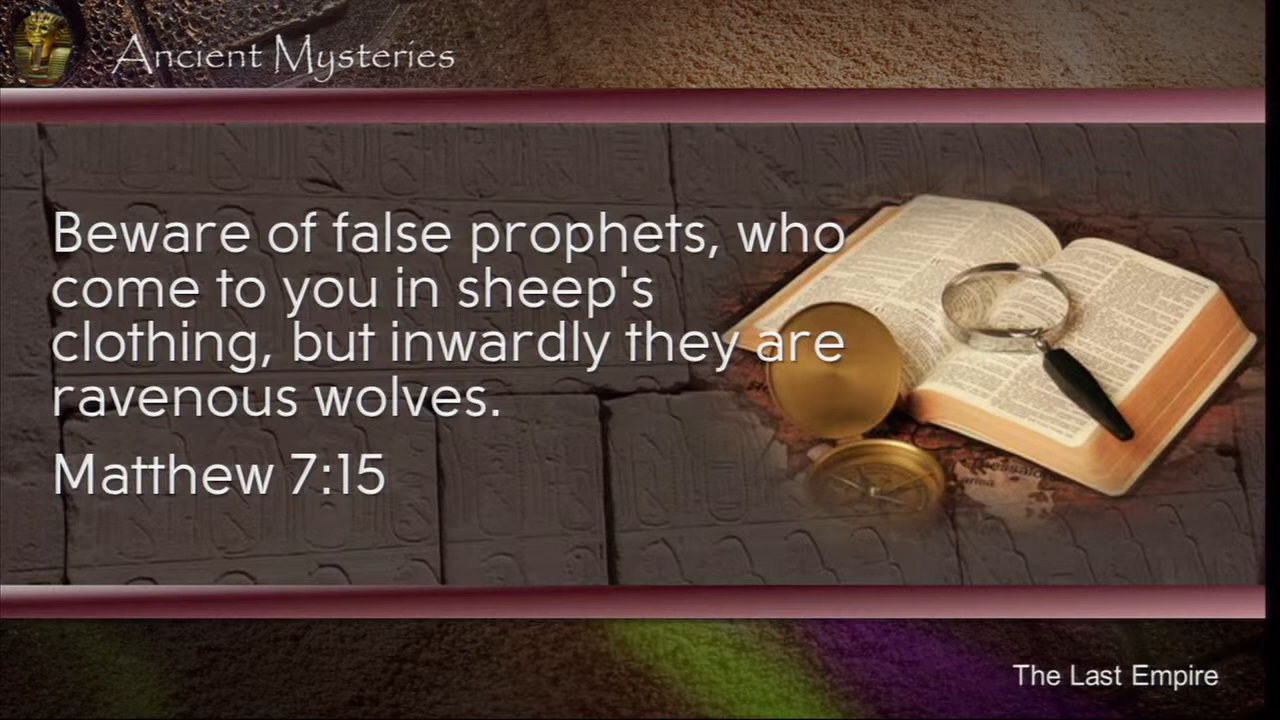 Ancient Mysteries
Beware of false prophets, who
come to you in sheep's
clothing, but inwardly they are
ravenous wolves.
Matthew 7:15
The Last Empire